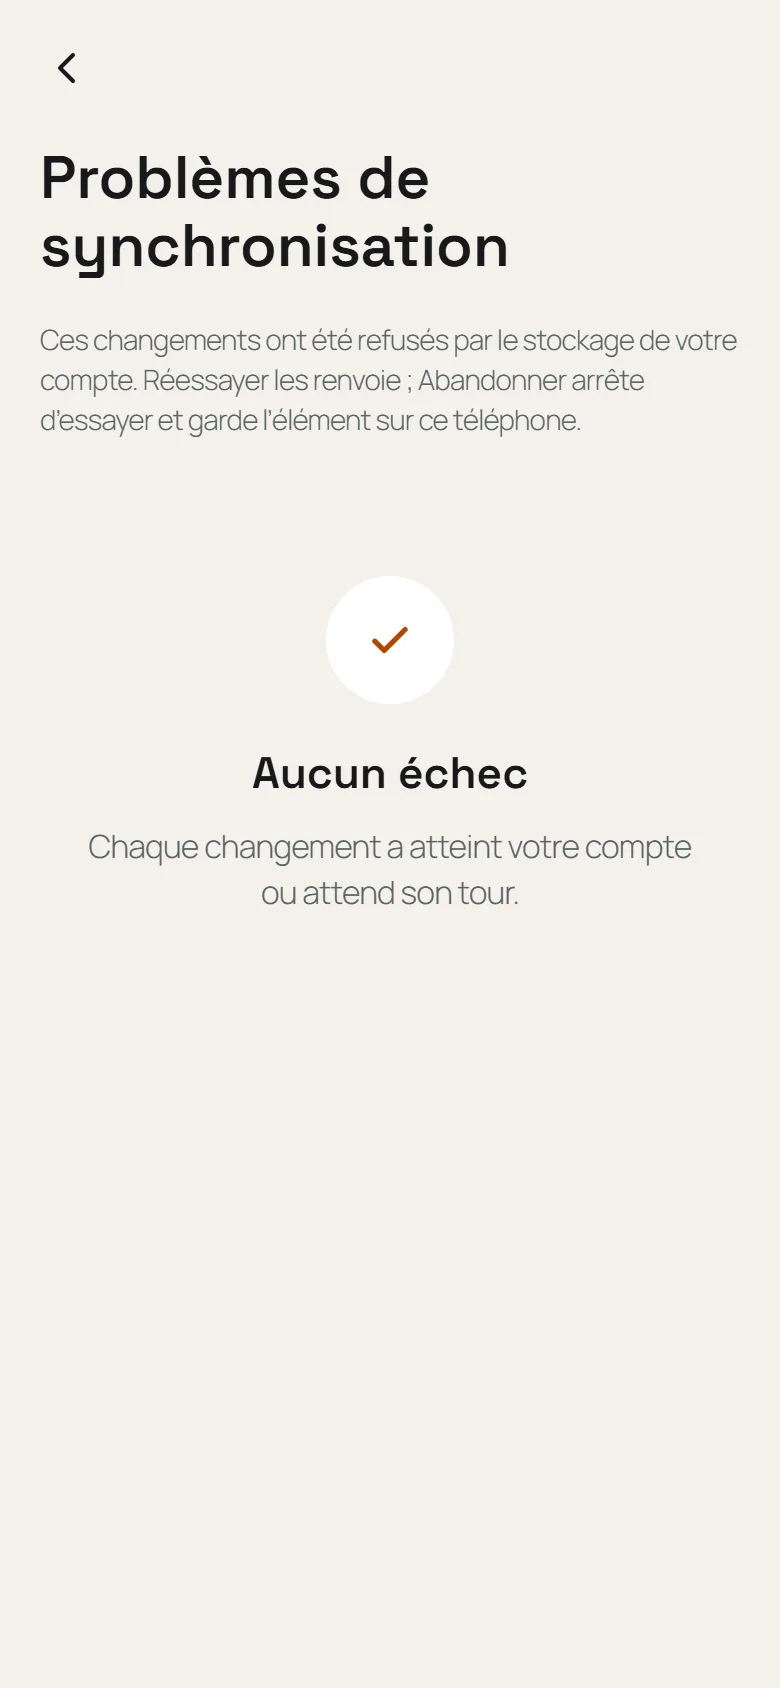 Problèmes de
synchronisation
Ces changements ont été refusés par le stockage de votre
compte. Réessayer les renvoie ; Abandonner arrête
d’essayer et garde l’élément sur ce téléphone.
Aucun échec
Chaque changement a atteint votre compte
ou attend son tour.